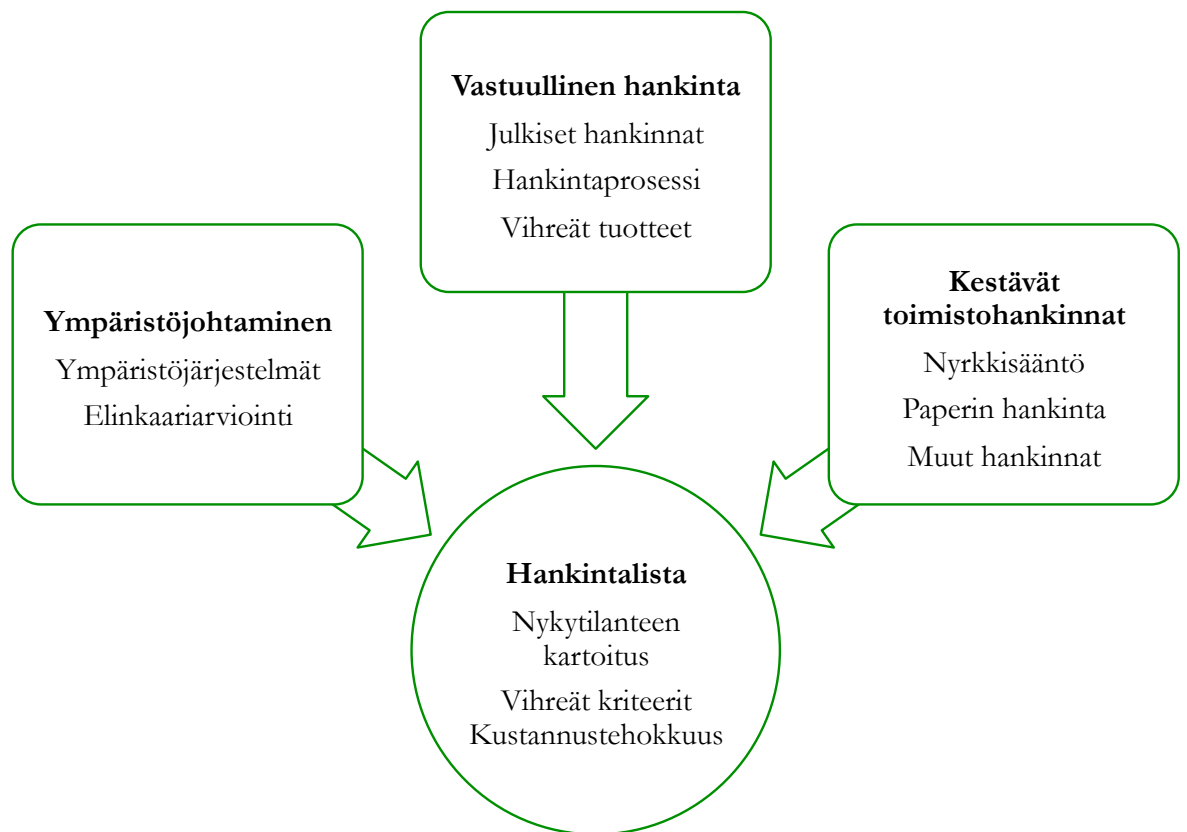 Vastuullinen hankinta
Julkiset hankinnat
Hankintaprosessi
Vihreät tuotteet
Ympäristöjohtaminen
Ympäristöjärjestelmät
Elinkaariarviointi
Kestävät
toimistohankinnat
Nyrkkisääntö
Paperin hankinta
Muut hankinnat
Hankintalista
Nykytilanteen
kartoitus
Vihreät kriteerit
Kustannustehokkuus